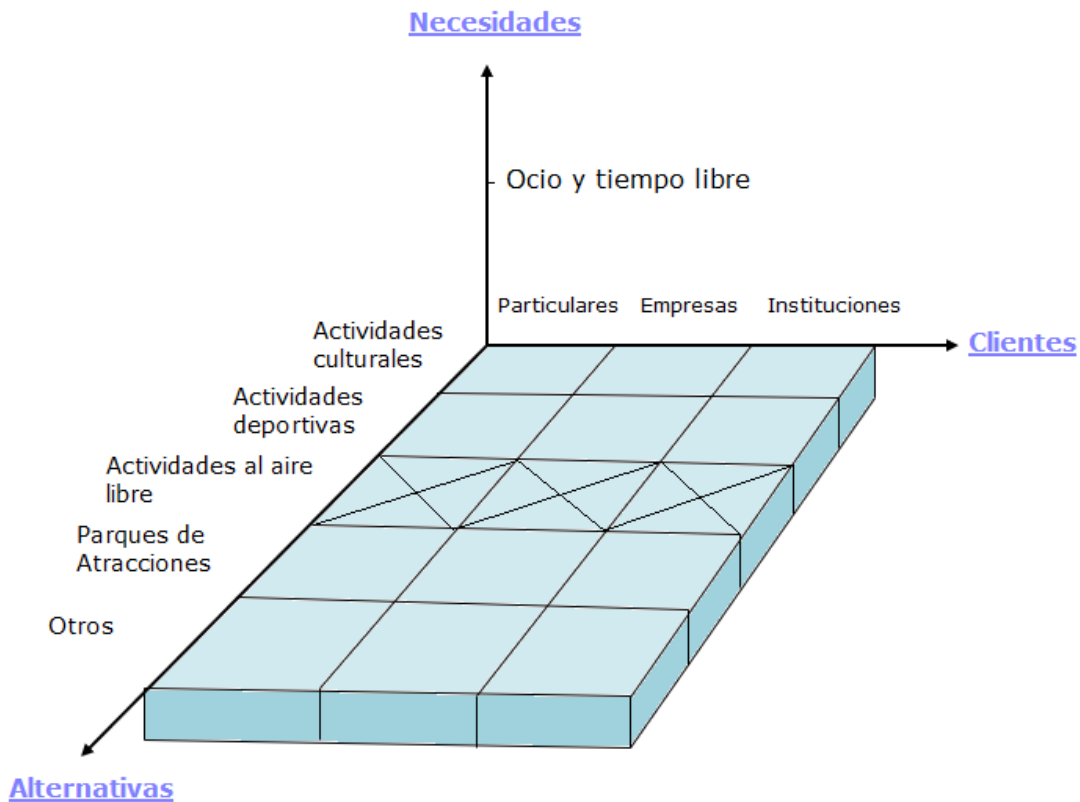 Necesidades
Ocio y tiempo libre
Particulares Empresas Instituciones
Clientes
Actividades
culturales
Actividades
deportivas
Actividades al aire
libre
Parques de
Atracciones
Otros
Alternativas